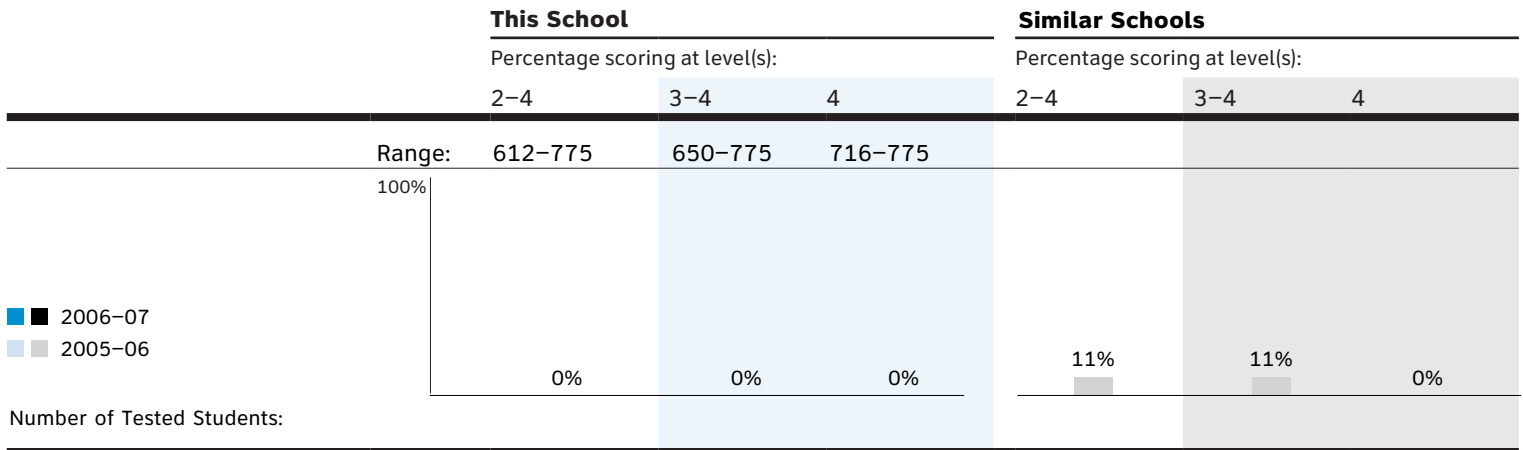 This School Similar Schools
Percentage scoring at level(s): Percentage scoring at level(s):
2–4 3–4 4 2–4 3–4 4
Range: 612–775 650–775 716–775
100%
2006–07
2005–06
0% 0% 0% 11% 11% 0%
Number of Tested Students: